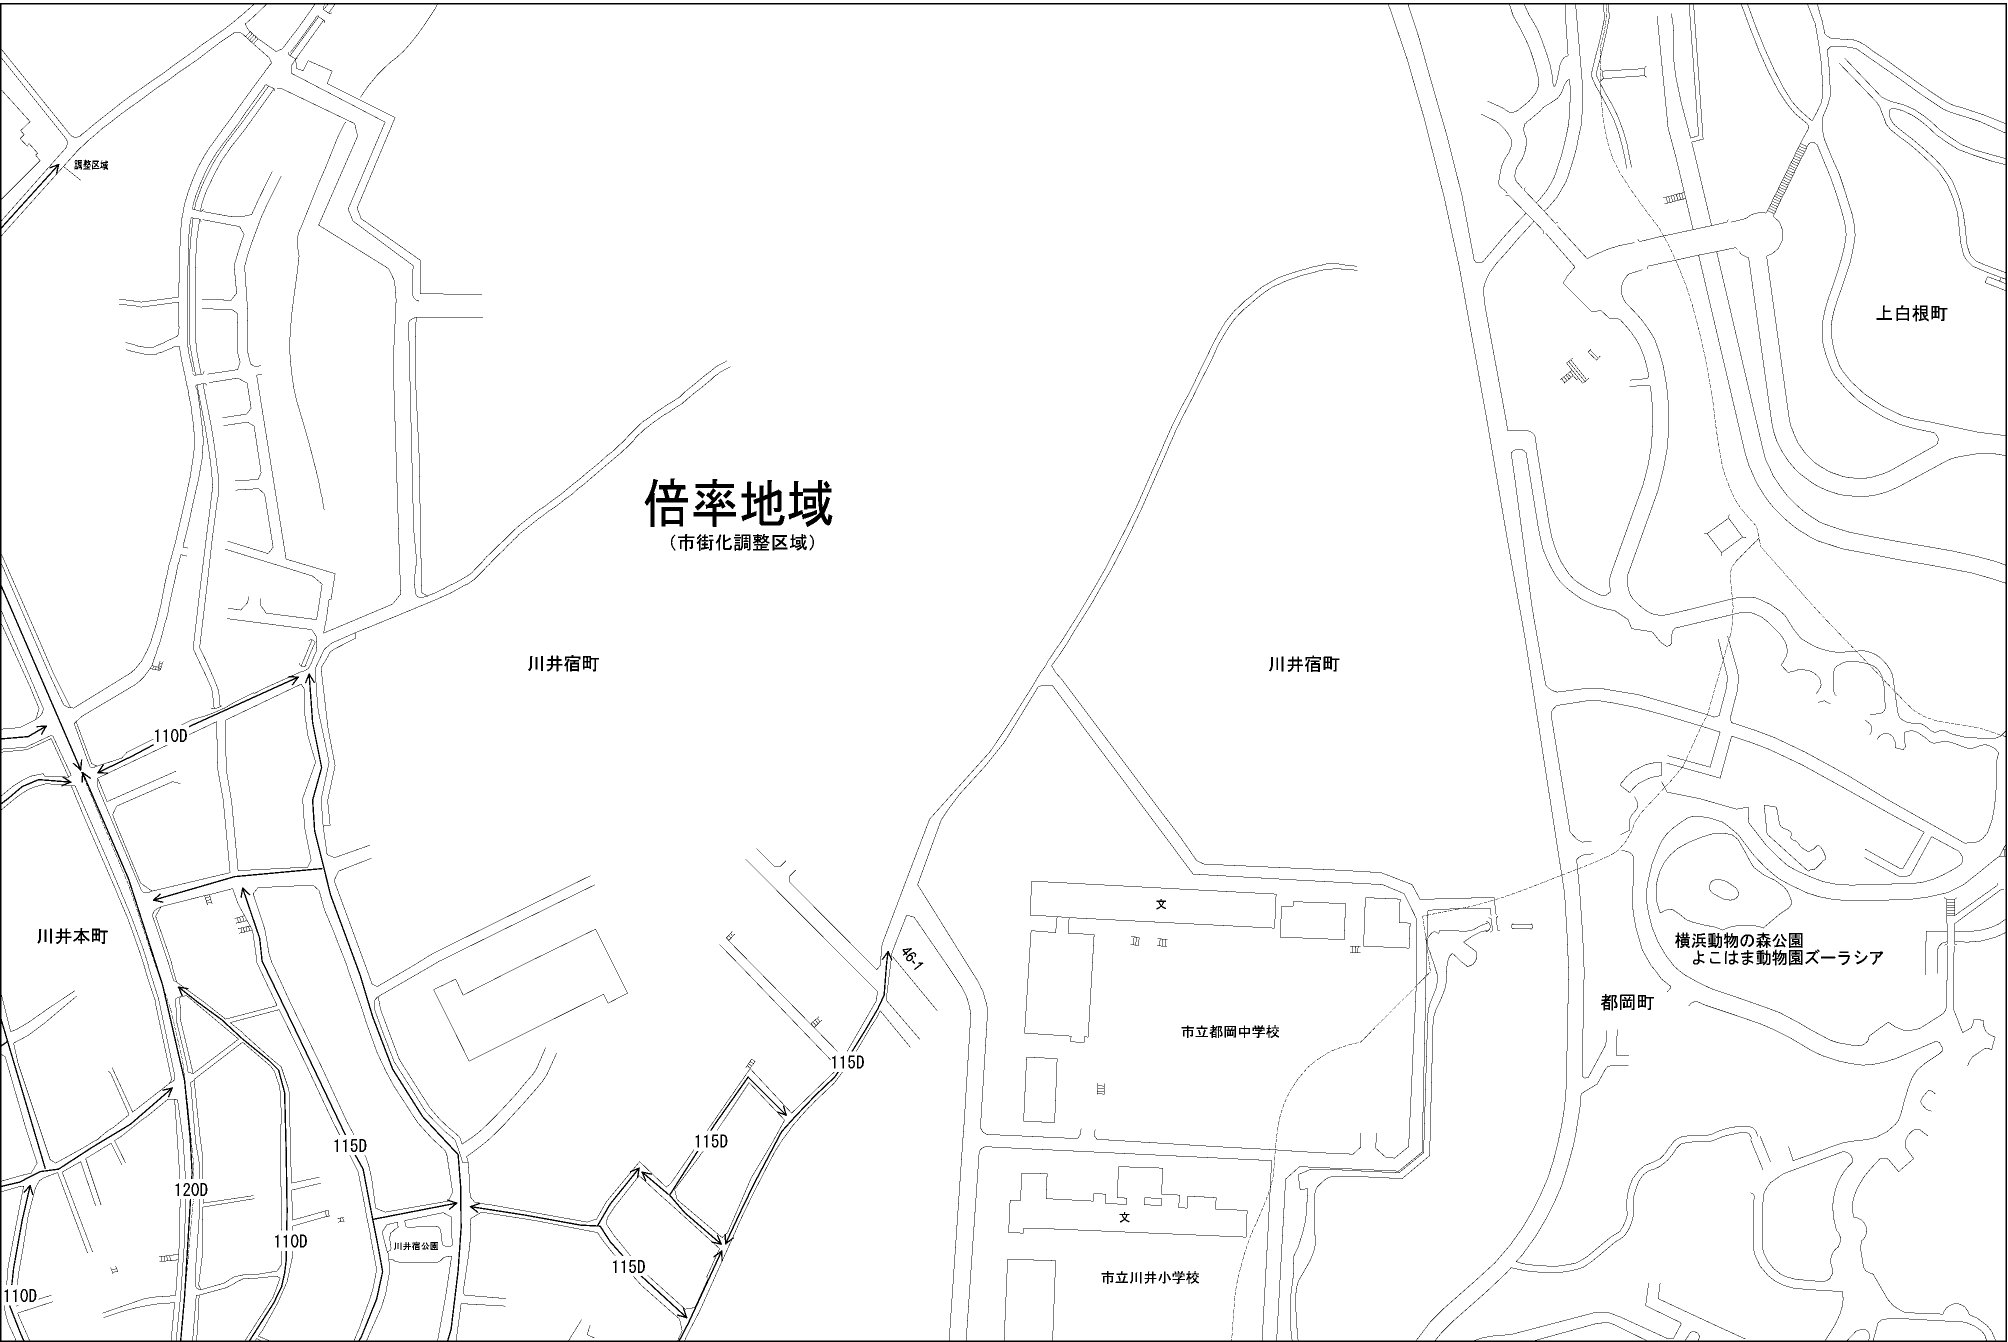 調整区域
上白根町
倍率地域
(市街化調整区域)
川井宿町
川井宿町
110D
文
川井本町
46-1
横浜動物の森公園
よこはま動物園ズーラシア
都岡町
市立都岡中学校
115D
115D
115D
120D
文
110D
川井宿公園
115D
市立川井小学校
110D